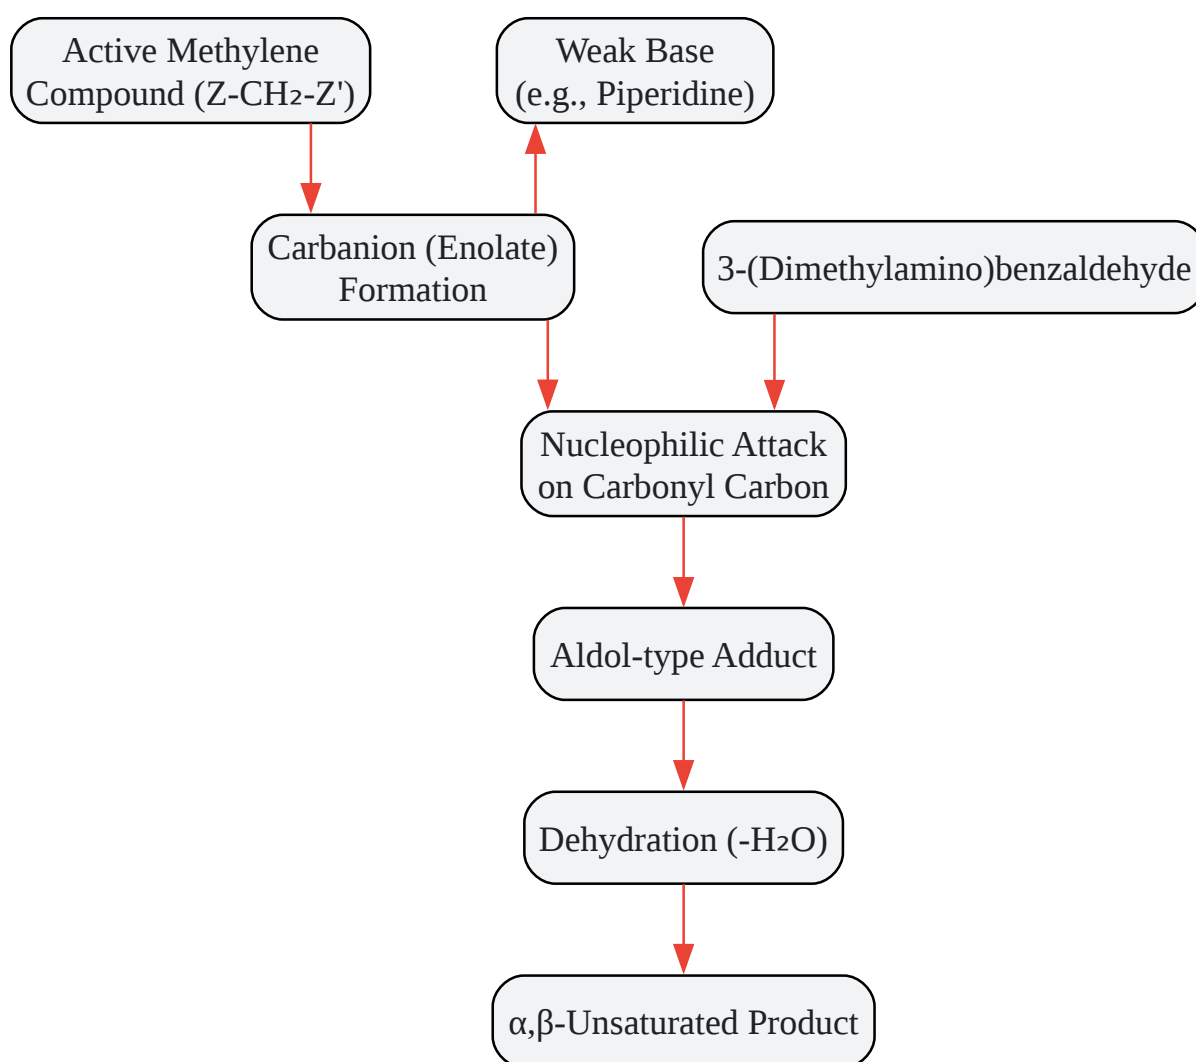 Active Methylene
Compound (Z-CH₂-Z')
Weak Base
(e.g., Piperidine)
Carbanion (Enolate)
Formation
3-(Dimethylamino)benzaldehyde
Nucleophilic Attack
on Carbonyl Carbon
Aldol-type Adduct
Dehydration (-H₂O)
α,β-Unsaturated Product